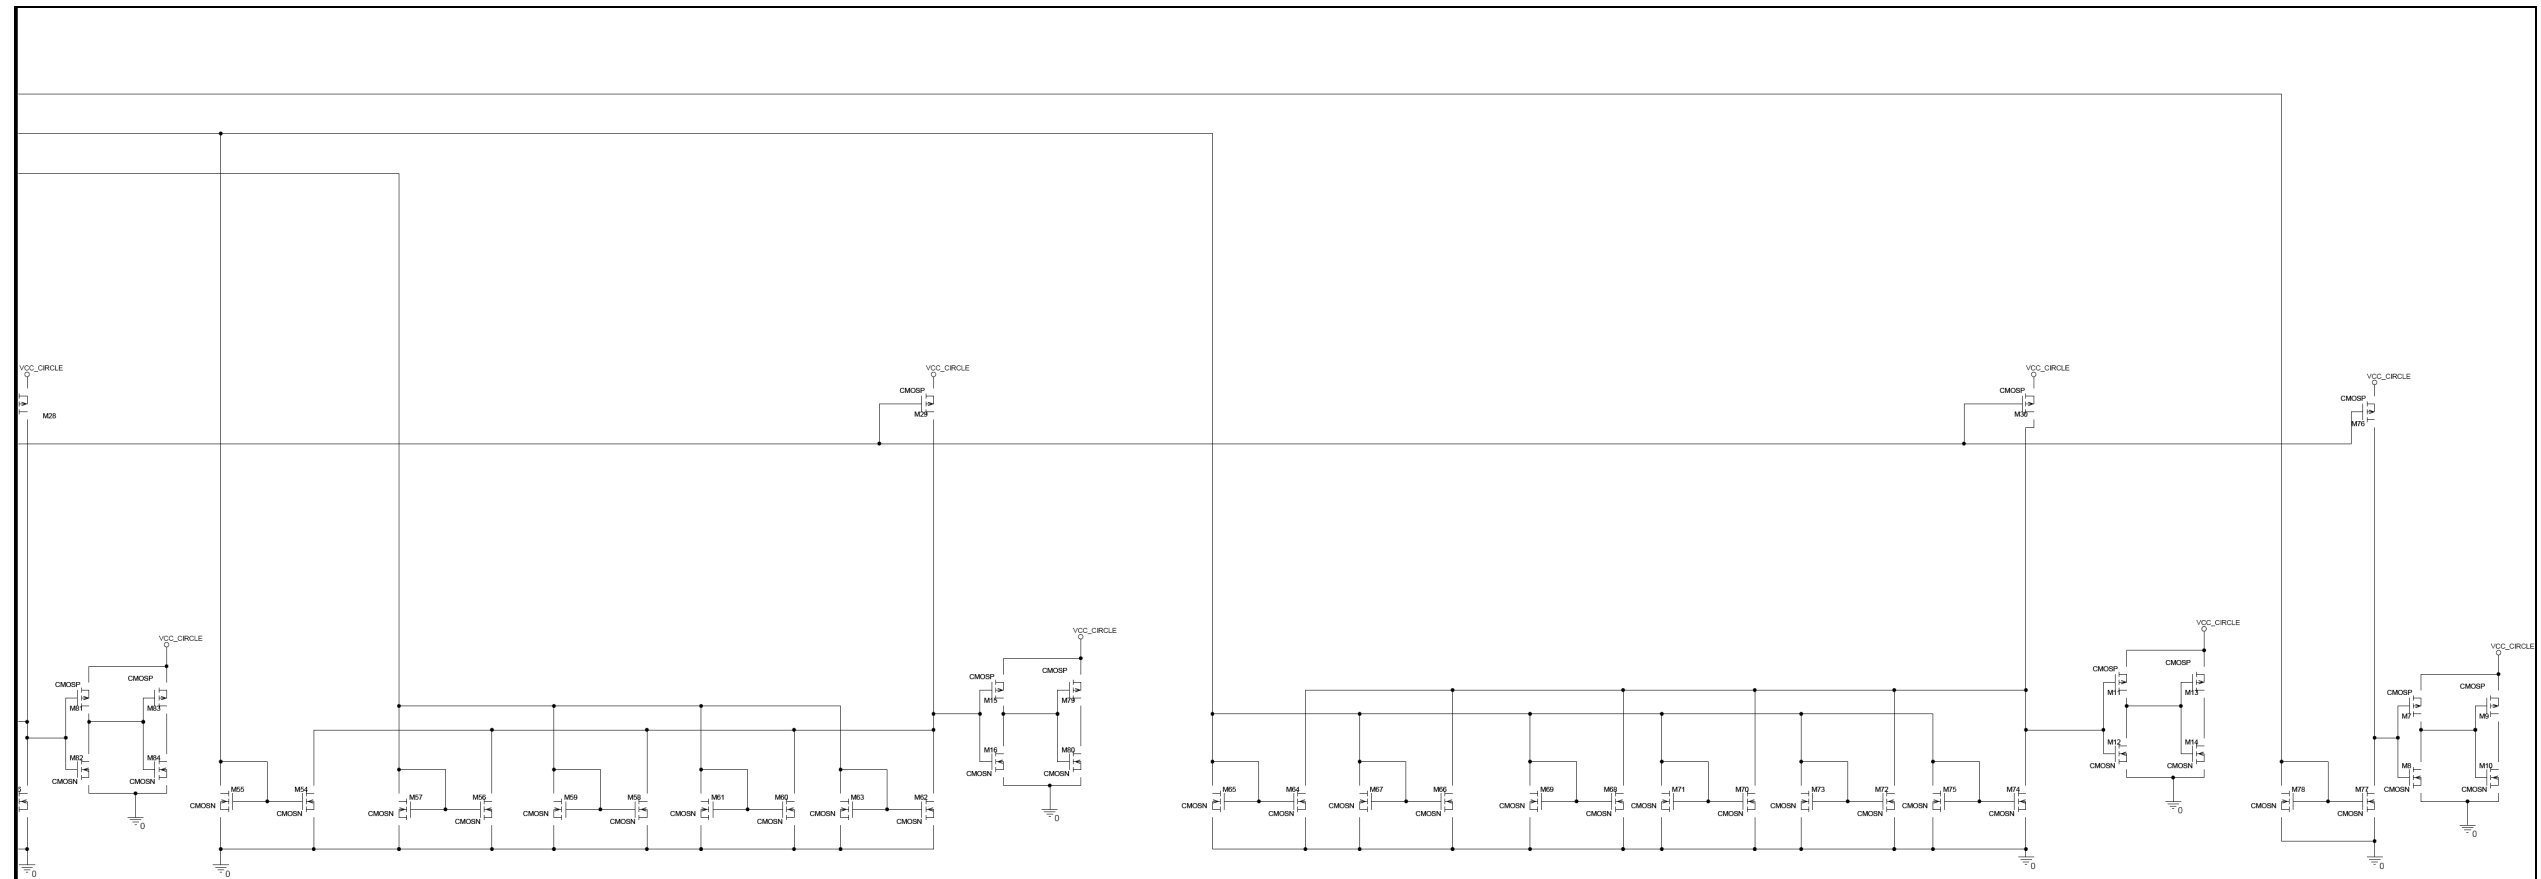 VCC_CIRCLE
M28
VCC_CIRCLE
CMOSP
M29
VCC_CIRCLE
CMOSP
M30
VCC_CIRCLE
CMOSP
M76
VCC_CIRCLE
CMOSP
CMOSP
M81
M83
M82
M84
CMOSN
CMOSN
0
VCC_CIRCLE
CMOSP
CMOSP
M15
M79
M16
M80
CMOSN
CMOSN
0
VCC_CIRCLE
CMOSP
CMOSP
M11
M13
M12
M14
CMOSN
CMOSN
0
VCC_CIRCLE
CMOSP
CMOSP
M7
M9
M8
M10
CMOSN
CMOSN
0
M55
CMOSN
M54
CMOSN
M57
CMOSN
M56
CMOSN
M59
CMOSN
M58
CMOSN
M61
CMOSN
M60
CMOSN
M63
CMOSN
M62
CMOSN
M65
CMOSN
M64
CMOSN
M67
CMOSN
M66
CMOSN
M69
CMOSN
M68
CMOSN
M71
CMOSN
M70
CMOSN
M73
CMOSN
M72
CMOSN
M75
CMOSN
M74
CMOSN
M78
CMOSN
M77
CMOSN
0
0
0
0